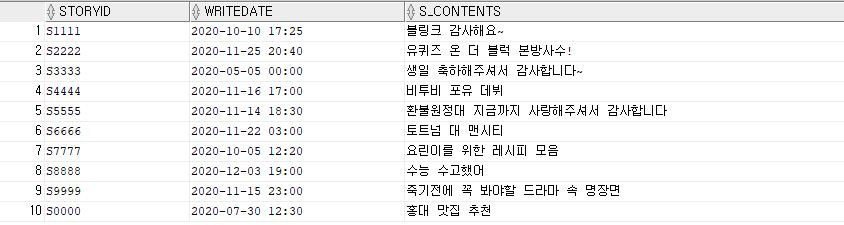 STORYID WRITEDATE S_CONTENTS
1 S1111 2020-10-10 17:25 블링크 감사해요~
2 S2222 2020-11-25 20:40 유퀴즈 온 더 블럭 본방사수!
3 S3333 2020-05-05 00:00 생일 축하해주셔서 감사합니다~
4 S4444 2020-11-16 17:00 비투비 포유 데뷔
5 S5555 2020-11-14 18:30 환불원정대 지금까지 사랑해주셔서 감사합니다
6 S6666 2020-11-22 03:00 토트넘 대 맨시티
7 S7777 2020-10-05 12:20 요린이를 위한 레시피 모음
8 S8888 2020-12-03 19:00 수능 수고했어
9 S9999 2020-11-15 23:00 죽기전에 꼭 봐야할 드라마 속 명장면
10 S0000 2020-07-30 12:30 홍대 맛집 추천